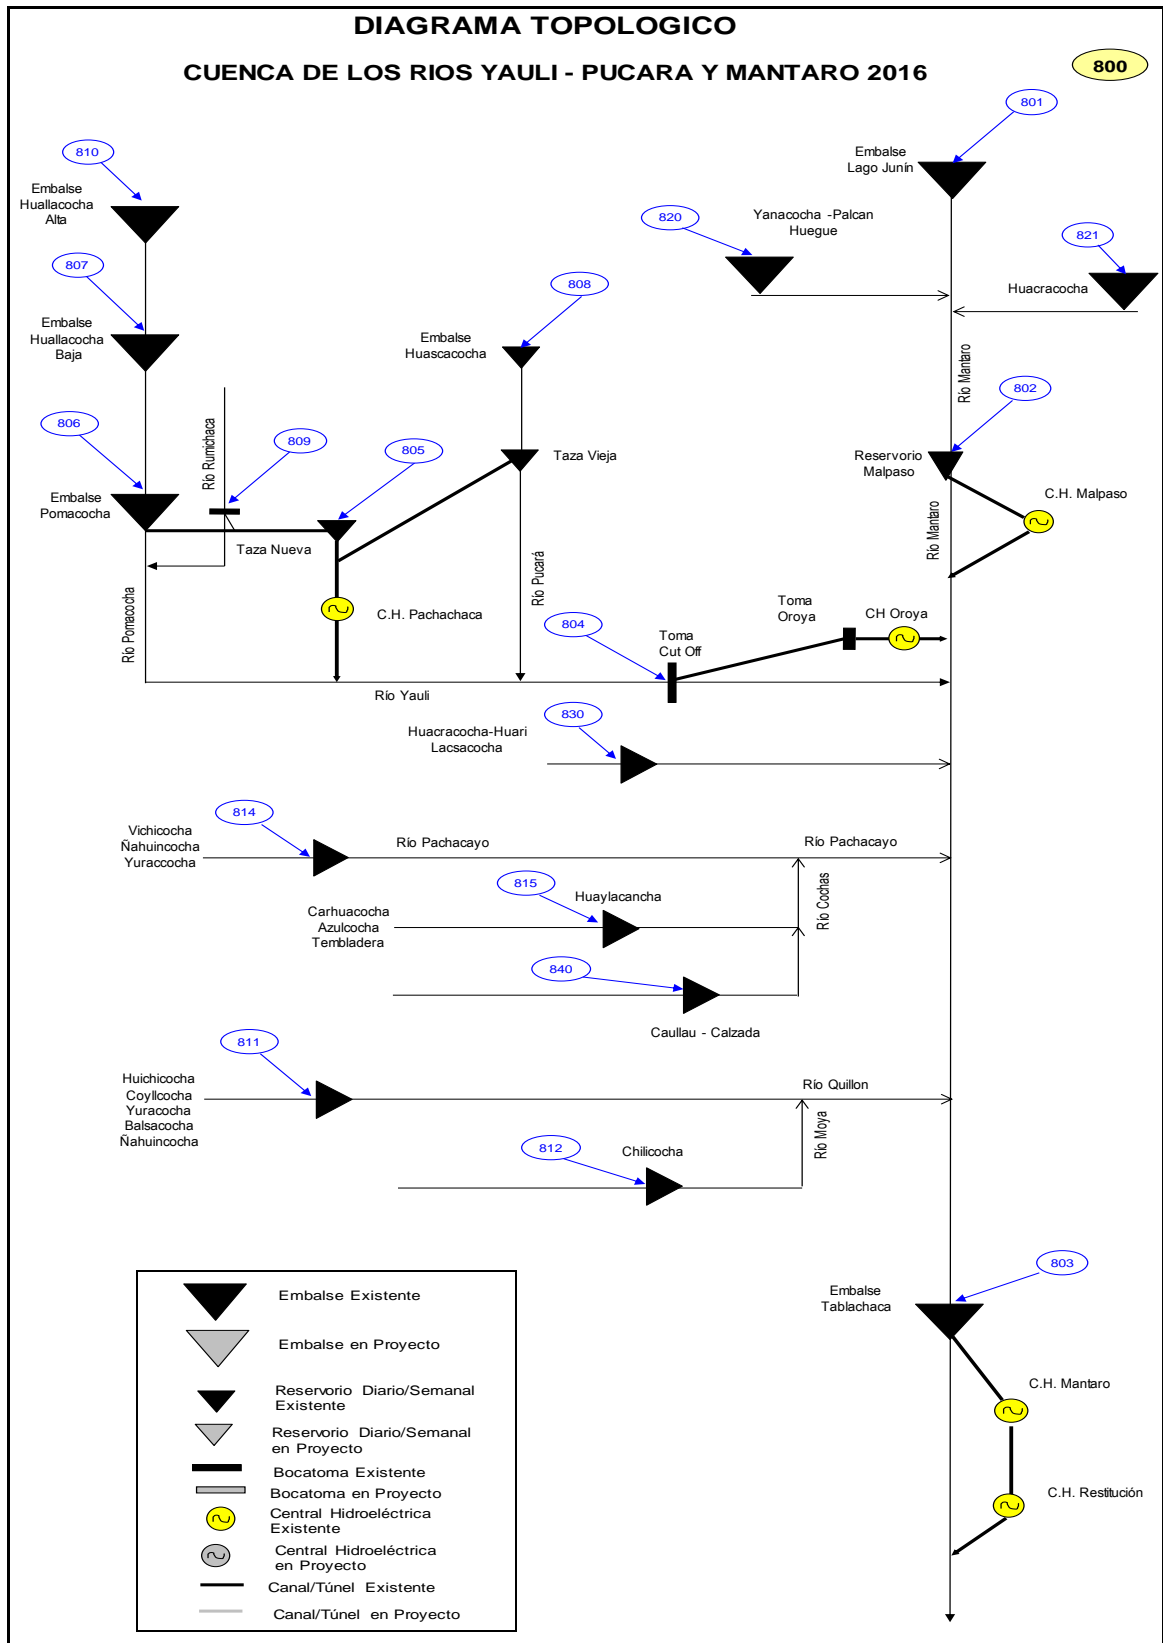 DIAGRAMA TOPOLOGICO
CUENCA DE LOS RIOS YAULI - PUCARA Y MANTARO 2016
800
801
810
Embalse
Lago Junín
Embalse
Huallacocha
Alta
820
Yanacocha -Palcan
Huegue
821
Huacracocha
807
808
Embalse
Huallacocha
Baja
Embalse
Huascacocha
Río Mantaro
802
806
Río Rumichaca
809
805
Taza Vieja
Reservorio
Malpaso
C.H. Malpaso
Embalse
Pomacocha
Taza Nueva
Río Mantaro
Río Pucará
Río Pomacocha
C.H. Pachachaca
804
Toma
Cut Off
Toma
Oroya
CH Oroya
Río Yauli
830
Huacracocha-Huari
Lacsacocha
814
Vichicocha
Ñahuincocha
Yuraccocha
Río Pachacayo
Río Pachacayo
815
Huaylacancha
Carhuacocha
Azulcocha
Tembladera
Río Cochas
840
Caullau - Calzada
811
Huichicocha
Coyllcocha
Yuracocha
Balsacocha
Ñahuincocha
Río Quillon
Río Moya
812
Chilicocha
803
Embalse
Tablachaca
C.H. Mantaro
C.H. Restitución
Embalse Existente
Embalse en Proyecto
Reservorio Diario/Semanal
Existente
Reservorio Diario/Semanal
en Proyecto
Bocatoma Existente
Bocatoma en Proyecto
Central Hidroeléctrica
Existente
Central Hidroeléctrica
en Proyecto
Canal/Túnel Existente
Canal/Túnel en Proyecto